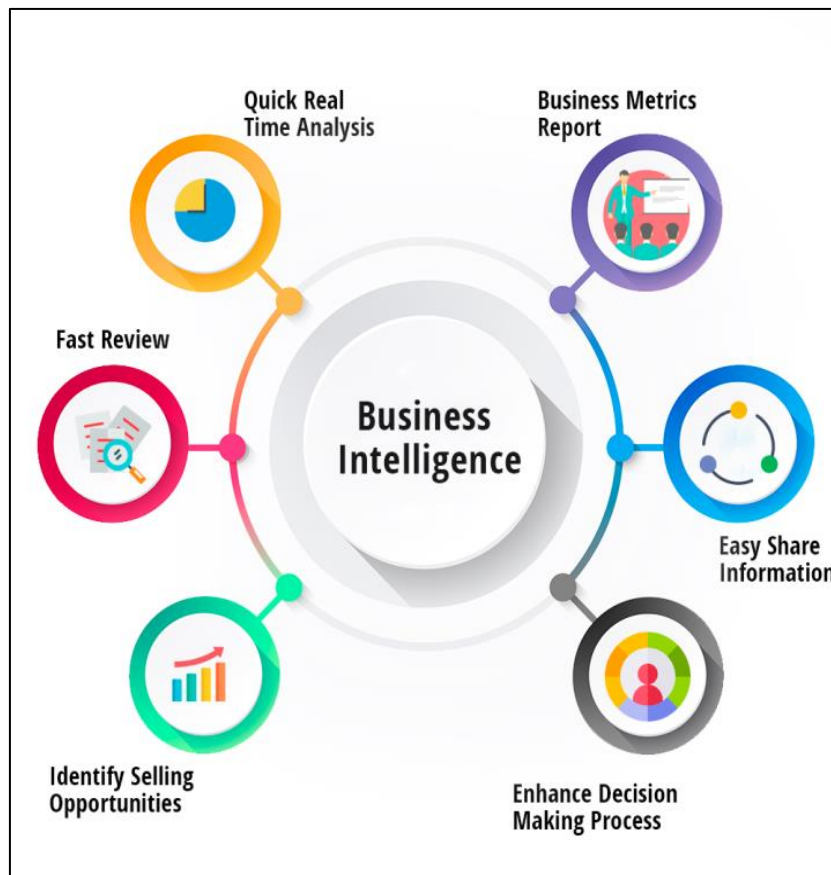 Quick Real
Time Analysis
Business Metrics
Report
Fast Review
Business
Intelligence
Easy Share
Information
Identify Selling
Opportunities
Enhance Decision
Making Process